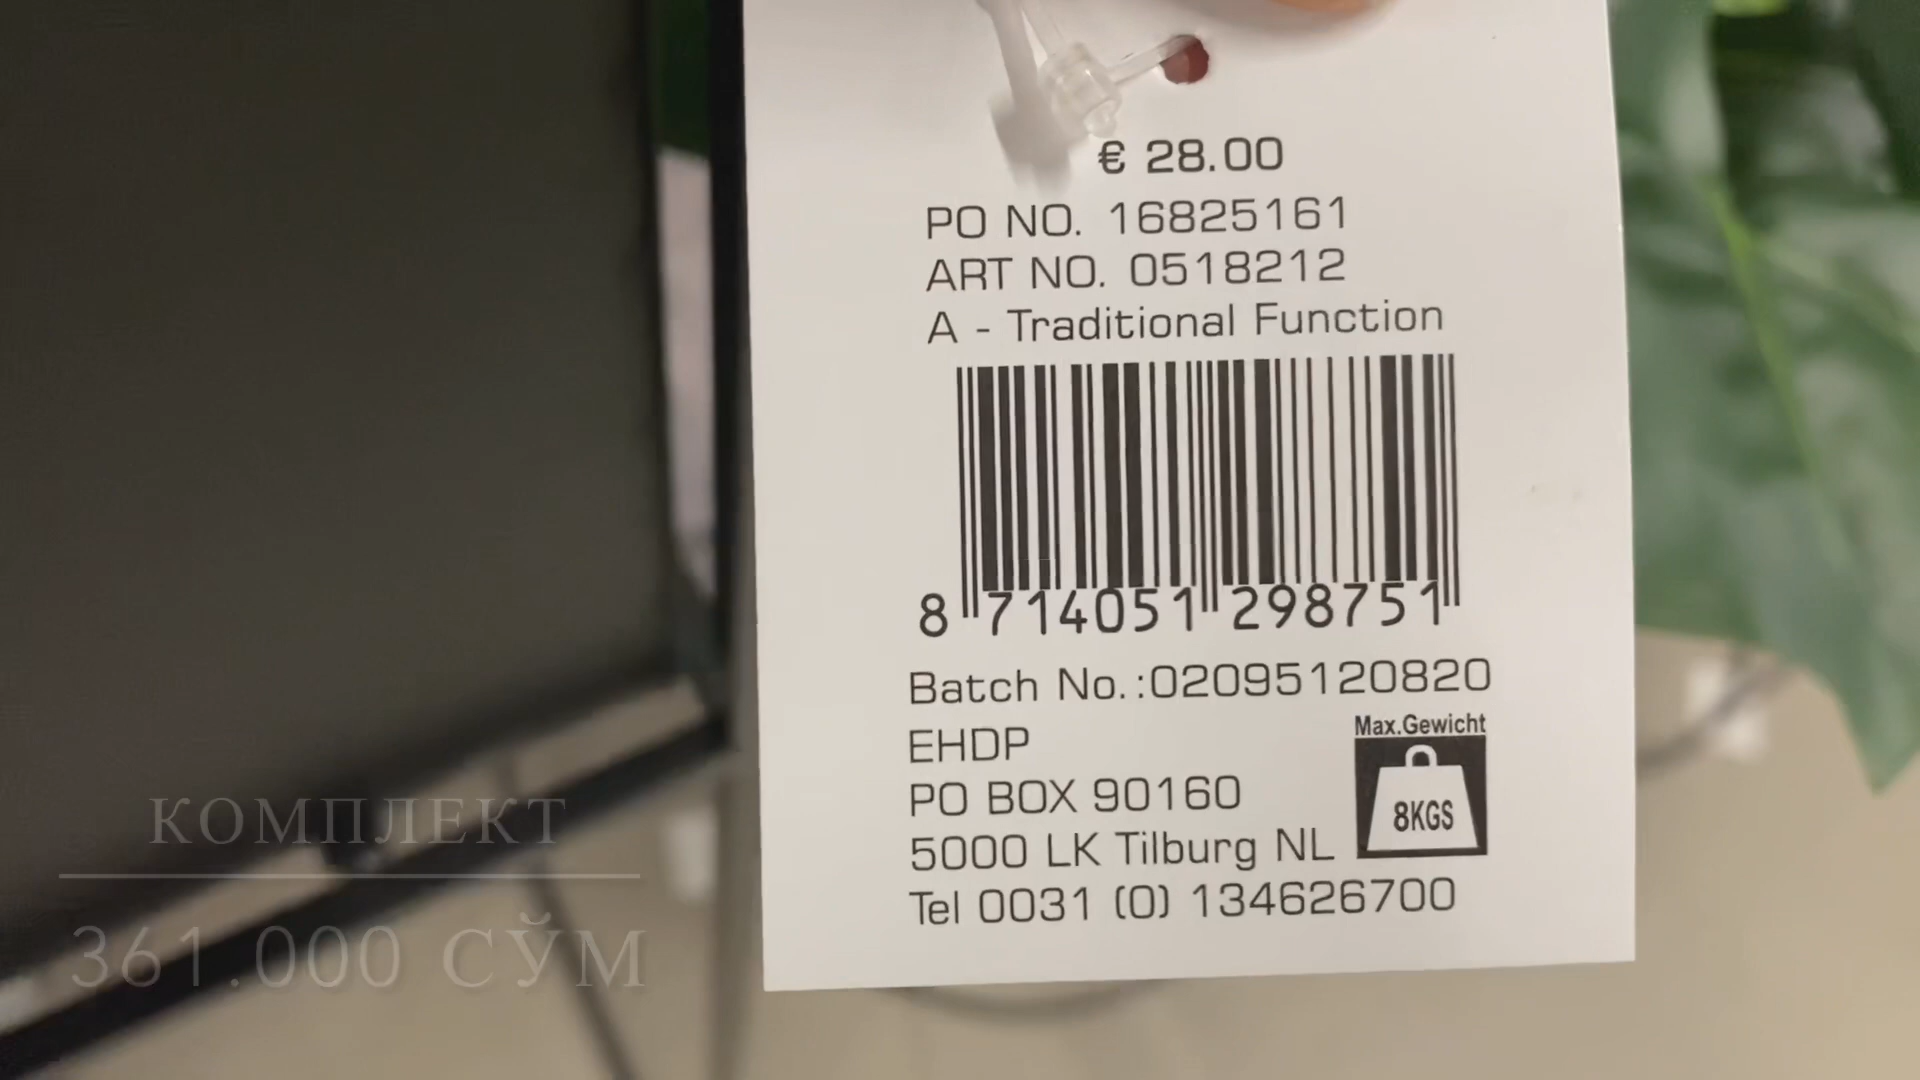 € 28.00
PO NO. 16825161
ART NO. 0518212
A - Traditional Function
8 714051 298751
Batch No.:02095120820
EHDP
PO BOX 90160
5000 LK Tilburg NL
Tel 0031 (0) 134626700
Max.Gewicht
8KGS
КОМПЛЕКТ
361.000 СЎМ